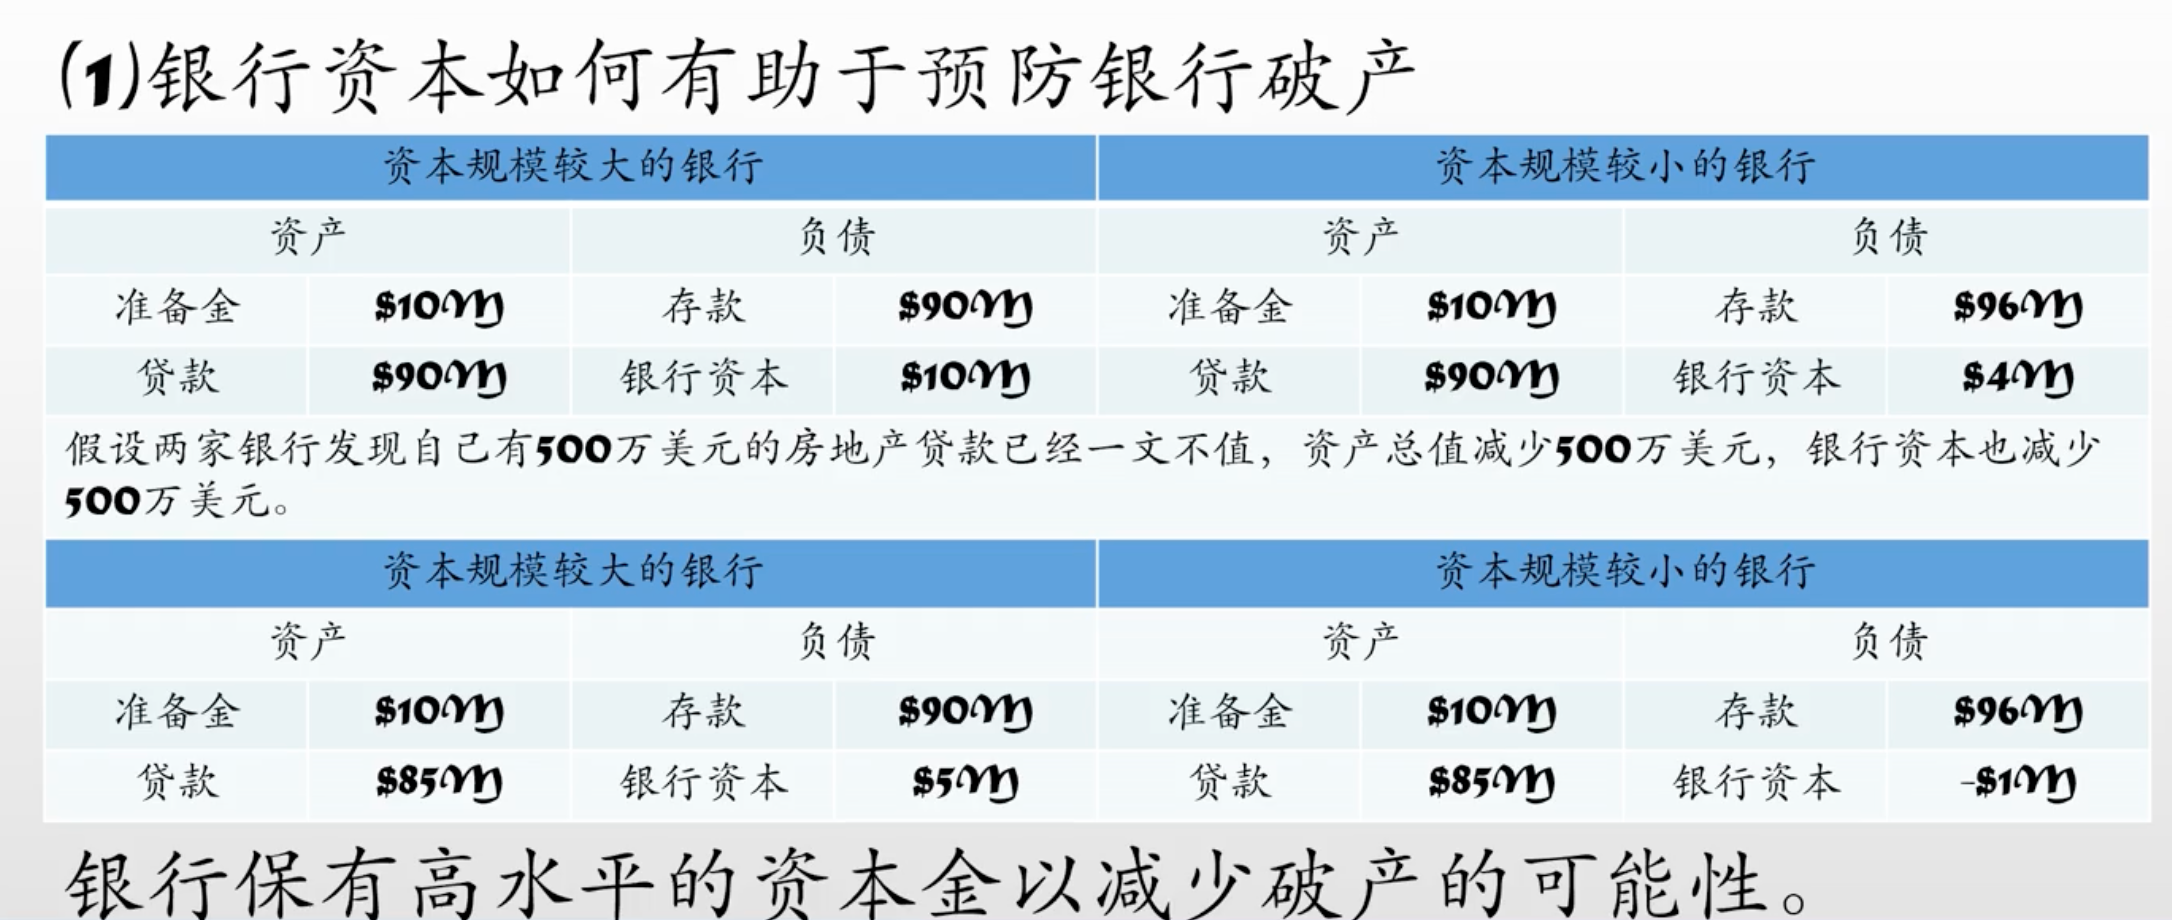 (1)银行资本如何有助于预防银行破产
资本规模较大的银行 资本规模较小的银行
资产 负债 资产 负债
准备金 $10M 存款 $90M 准备金 $10M 存款 $96M
贷款 $90M 银行资本 $10M 贷款 $90M 银行资本 $4M
假设两家银行发现自己有500万美元的房地产贷款已经一文不值，资产总值减少500万美元，银行资本也减少
500万美元。
资本规模较大的银行 资本规模较小的银行
资产 负债 资产 负债
准备金 $10M 存款 $90M 准备金 $10M 存款 $96M
贷款 $85M 银行资本 $5M 贷款 $85M 银行资本 -$1M
银行保有高水平的资本金以减少破产的可能性。